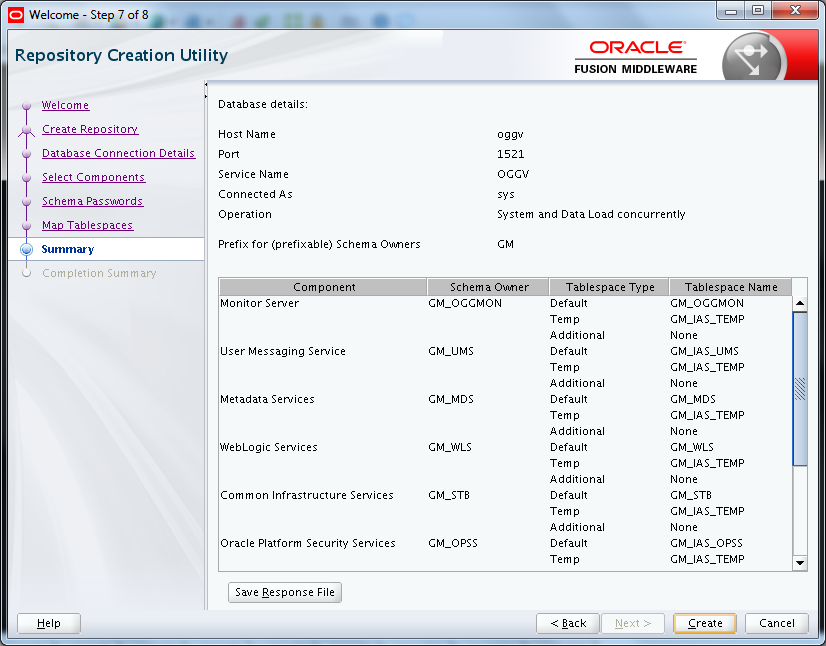 Welcome - Step 7 of 8
Repository Creation Utility
ORACLE
FUSION MIDDLEWARE
Welcome
Create Repository
Database Connection Details
Select Components
Schema Passwords
Map Tablespaces
Summary
Completion Summary
Database details:
Host Name oggv
Port 1521
Service Name OGGV
Connected As sys
Operation System and Data Load concurrently
Prefix for (prefixable) Schema Owners GM
Component Schema Owner Tablespace Type Tablespace Name
Monitor Server GM_OGGMON Default GM_OGGMON
Temp GM_IAS_TEMP
Additional None
User Messaging Service GM_UMS Default GM_IAS_UMS
Temp GM_IAS_TEMP
Additional None
Metadata Services GM_MDS Default GM_MDS
Temp GM_IAS_TEMP
Additional None
WebLogic Services GM_WLS Default GM_WLS
Temp GM_IAS_TEMP
Additional None
Common Infrastructure Services GM_STB Default GM_STB
Temp GM_IAS_TEMP
Additional None
Oracle Platform Security Services GM_OPSS Default GM_IAS_OPSS
Temp GM_IAS_TEMP
Save Response File
Help < Back Next > Create Cancel